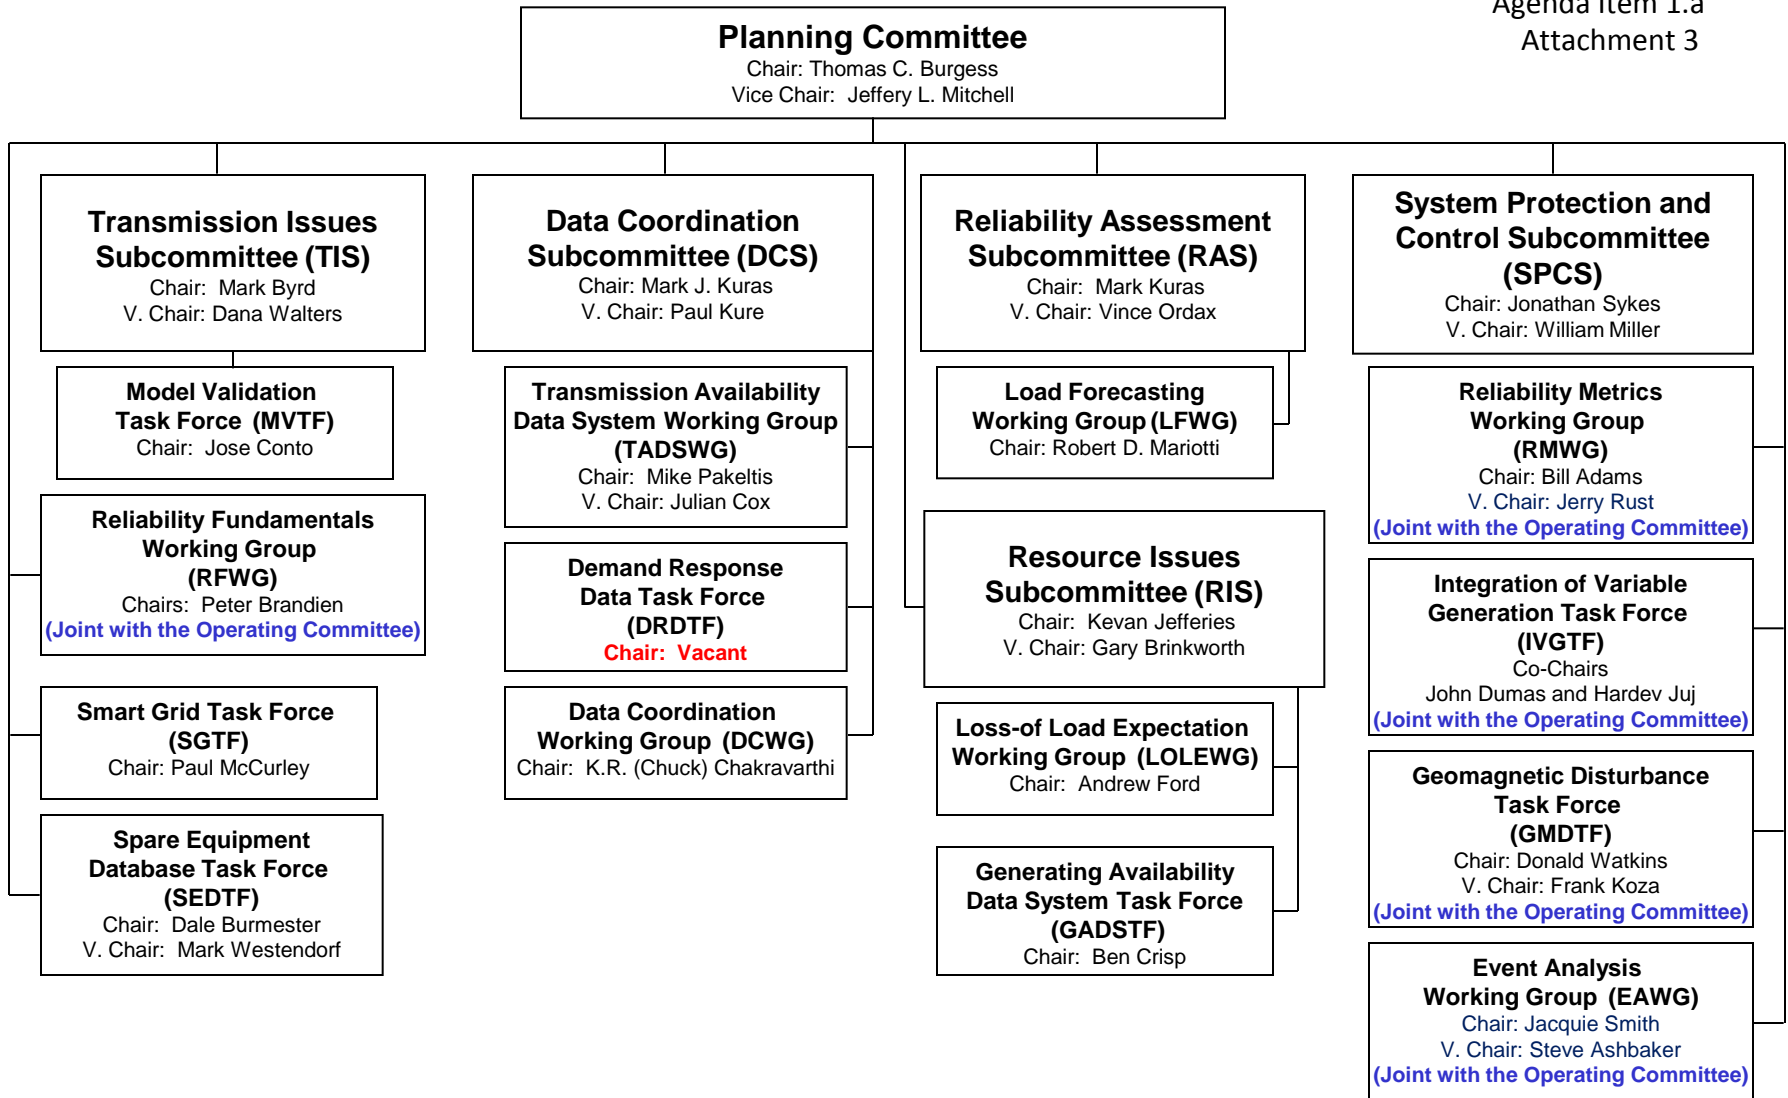 Agenda Item 1.a
Attachment 3
Planning Committee
Chair: Thomas C. Burgess
Vice Chair: Jeffery L. Mitchell
Transmission Issues
Subcommittee (TIS)
Chair: Mark Byrd
V. Chair: Dana Walters
Model Validation
Task Force (MVTF)
Chair: Jose Conto
Reliability Fundamentals
Working Group
(RFWG)
Chairs: Peter Brandien
(Joint with the Operating Committee)
Smart Grid Task Force
(SGTF)
Chair: Paul McCurley
Spare Equipment
Database Task Force
(SEDTF)
Chair: Dale Burmester
V. Chair: Mark Westendorf
Data Coordination
Subcommittee (DCS)
Chair: Mark J. Kuras
V. Chair: Paul Kure
Transmission Availability
Data System Working Group
(TADSWG)
Chair: Mike Pakeltis
V. Chair: Julian Cox
Demand Response
Data Task Force
(DRDTF)
Chair: Vacant
Data Coordination
Working Group (DCWG)
Chair: K.R. (Chuck) Chakravarthi
Reliability Assessment
Subcommittee (RAS)
Chair: Mark Kuras
V. Chair: Vince Ordax
Load Forecasting
Working Group (LFWG)
Chair: Robert D. Mariotti
Resource Issues
Subcommittee (RIS)
Chair: Kevan Jefferies
V. Chair: Gary Brinkworth
Loss-of Load Expectation
Working Group (LOLEWG)
Chair: Andrew Ford
Generating Availability
Data System Task Force
(GADSTF)
Chair: Ben Crisp
System Protection and
Control Subcommittee
(SPCS)
Chair: Jonathan Sykes
V. Chair: William Miller
Reliability Metrics
Working Group
(RMWG)
Chair: Bill Adams
V. Chair: Jerry Rust
(Joint with the Operating Committee)
Integration of Variable
Generation Task Force
(IVGTF)
Co-Chairs
John Dumas and Hardev Juj
(Joint with the Operating Committee)
Geomagnetic Disturbance
Task Force
(GMDTF)
Chair: Donald Watkins
V. Chair: Frank Koza
(Joint with the Operating Committee)
Event Analysis
Working Group (EAWG)
Chair: Jacquie Smith
V. Chair: Steve Ashbaker
(Joint with the Operating Committee)